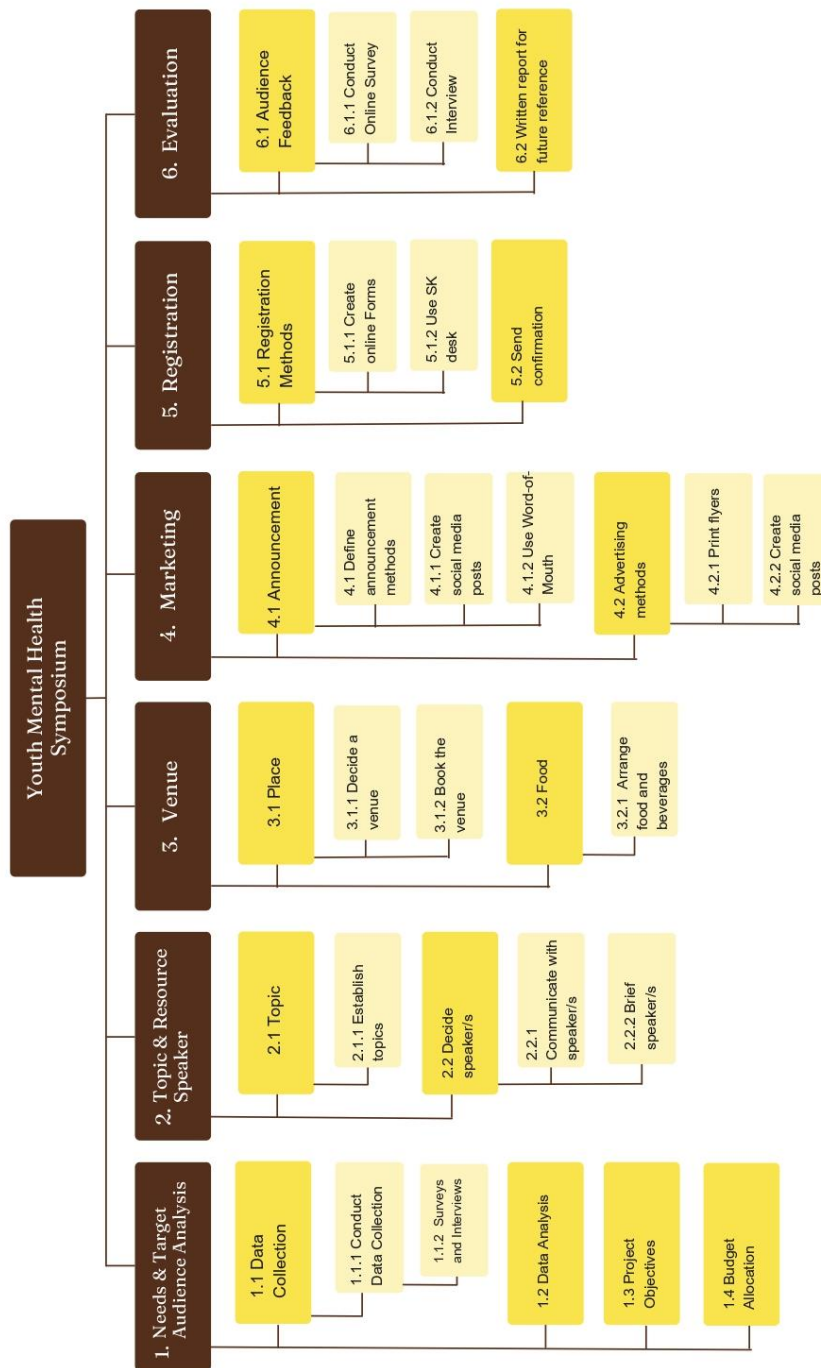 Youth Mental Health
Symposium
1. Needs & Target
Audience Analysis
1.1 Data
Collection
1.1.1 Conduct
Data Collection
1.1.2 Surveys
and Interviews
1.2 Data Analysis
1.3 Project
Objectives
1.4 Budget
Allocation
2. Topic & Resource
Speaker
2.1 Topic
2.1.1 Establish
topics
2.2 Decide
speaker/s
2.2.1
Communicate with
speaker/s
2.2.2 Brief
speaker/s
3. Venue
3.1 Place
3.1.1 Decide a
venue
3.1.2 Book the
venue
3.2 Food
3.2.1 Arrange
food and
beverages
4. Marketing
4.1 Announcement
4.1 Define
announcement
methods
4.1.1 Create
social media
posts
4.1.2 Use Word-of-
Mouth
4.2 Advertising
methods
4.2.1 Print flyers
4.2.2 Create
social media
posts
5. Registration
5.1 Registration
Methods
5.1.1 Create
online Forms
5.1.2 Use SK
desk
5.2 Send
confirmation
6. Evaluation
6.1 Audience
Feedback
6.1.1 Conduct
Online Survey
6.1.2 Conduct
Interview
6.2 Written report for
future reference